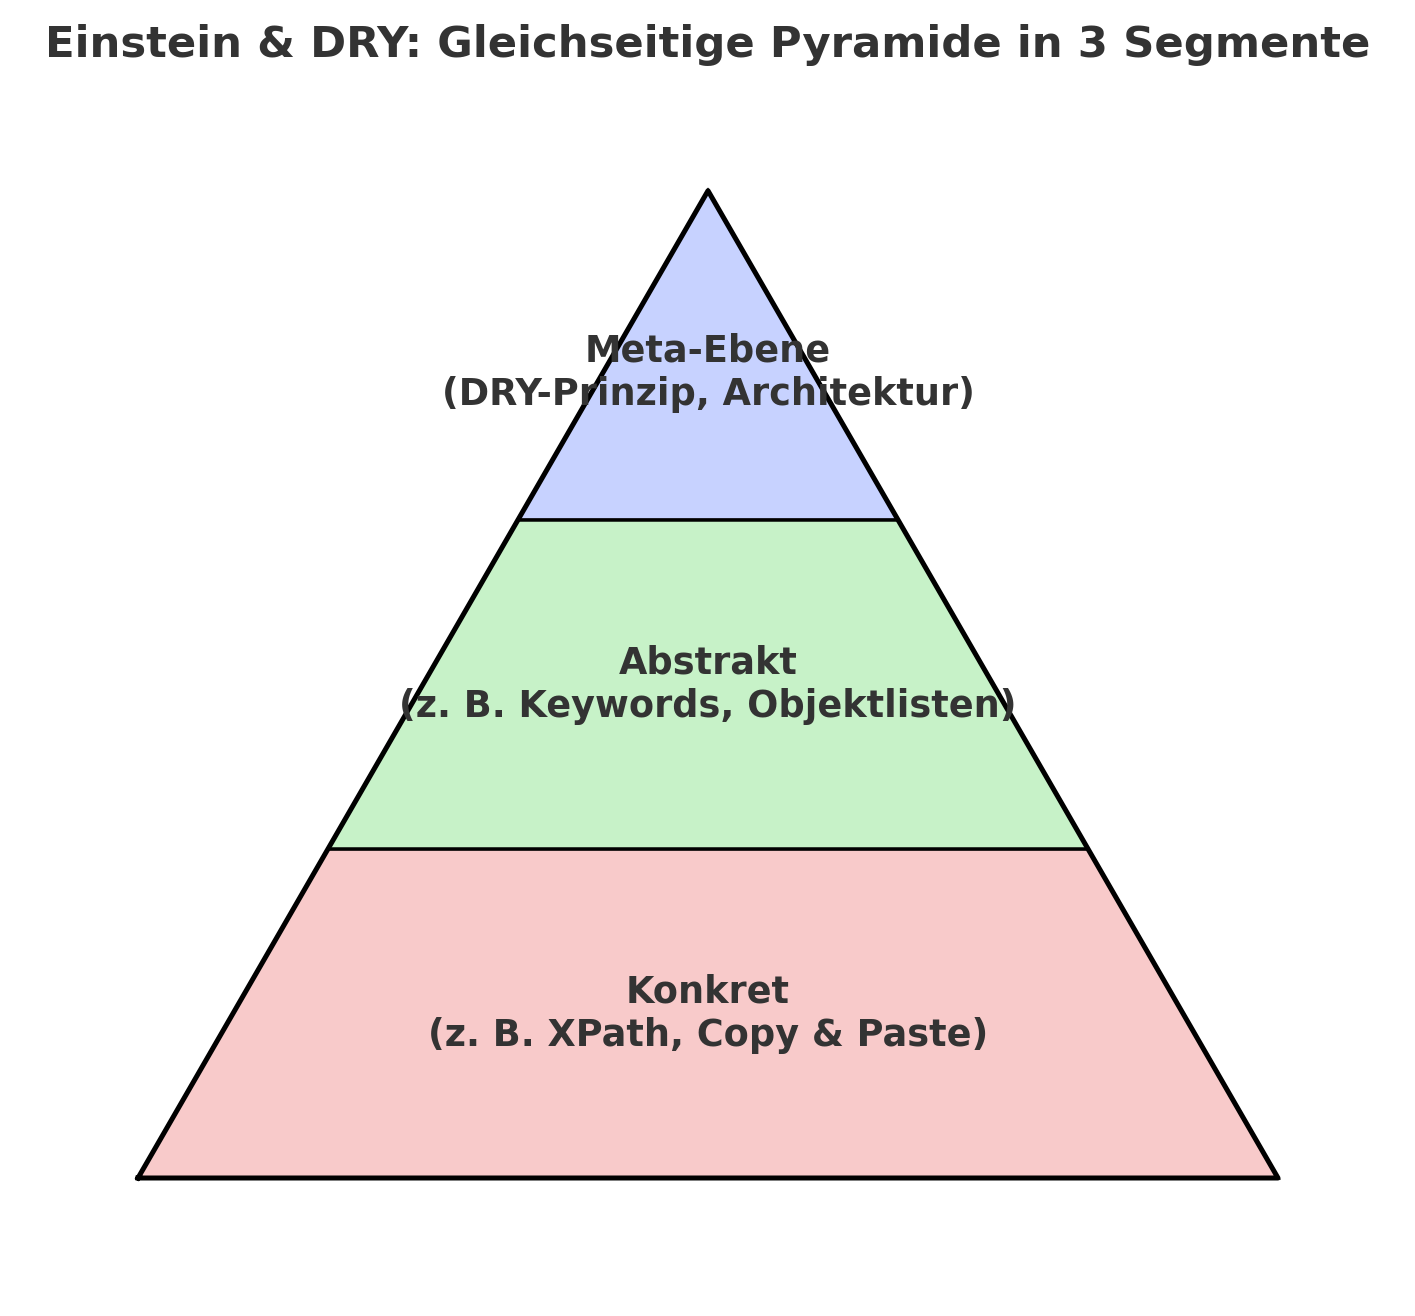 Einstein & DRY: Gleichseitige Pyramide in 3 Segmente
Meta-Ebene
(DRY-Prinzip, Architektur)
Abstrakt
(z. B. Keywords, Objektlisten)
Konkret
(z. B. XPath, Copy & Paste)